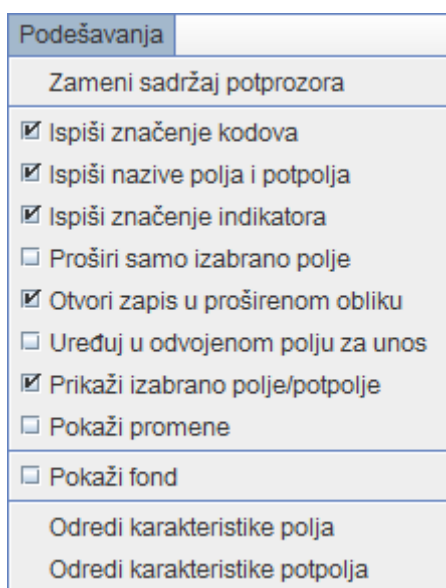 Podešavanja
Zameni sadržaj potprozora
Ispiši značenje kodova
Ispiši nazive polja i potpolja
Ispiši značenje indikatora
Proširi samo izabrano polje
Otvori zapis u proširenom obliku
Uređuj u odvojenom polju za unos
Prikaži izabrano polje/potpolje
Pokaži promene
Pokaži fond
Odredi karakteristike polja
Odredi karakteristike potpolja